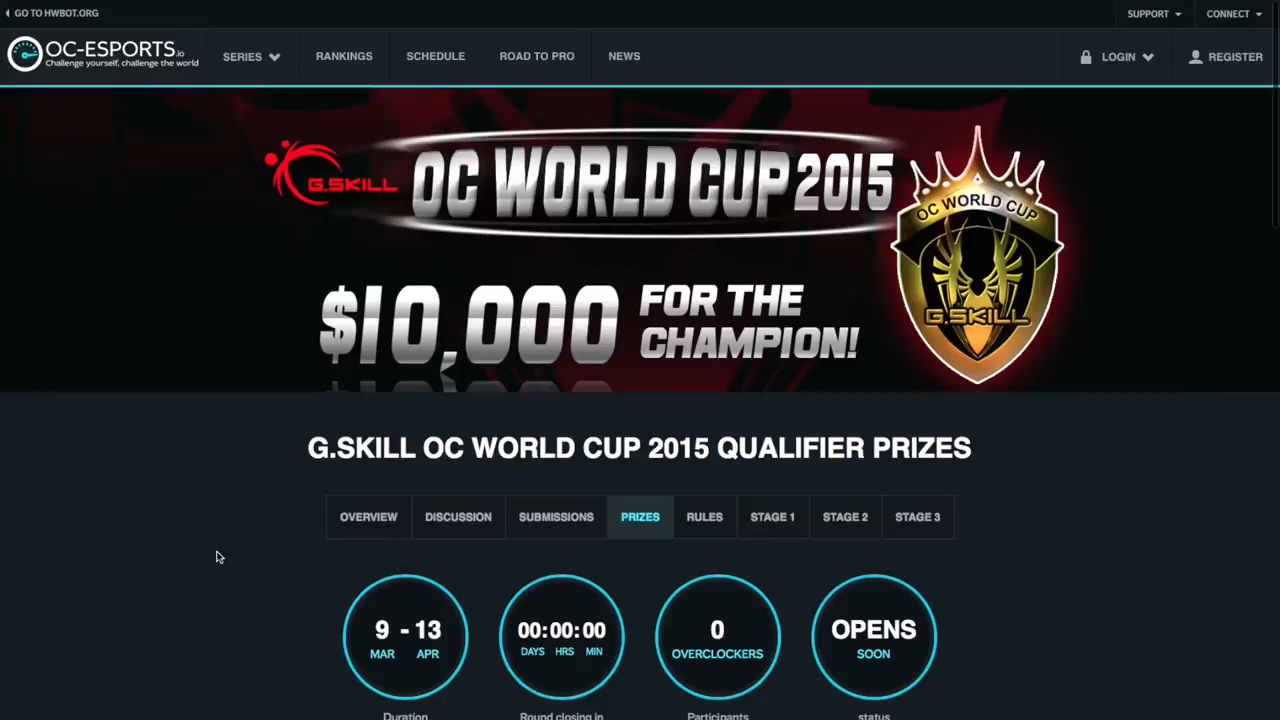 GO TO HWBOT.ORG
SUPPORT
CONNECT
OC-ESPORTS.io
Challenge yourself, challenge the world
SERIES
RANKINGS
SCHEDULE
ROAD TO PRO
NEWS
LOGIN
REGISTER
G.SKILL
OC WORLD CUP 2015
OC WORLD CUP
G.SKILL
$10,000
FOR THE
CHAMPION!
G.SKILL OC WORLD CUP 2015 QUALIFIER PRIZES
OVERVIEW
DISCUSSION
SUBMISSIONS
PRIZES
RULES
STAGE 1
STAGE 2
STAGE 3
9 - 13
MAR APR
Duration
00:00:00
DAYS HRS MIN
Round closing in
0
OVERCLOCKERS
Participants
OPENS
SOON
status